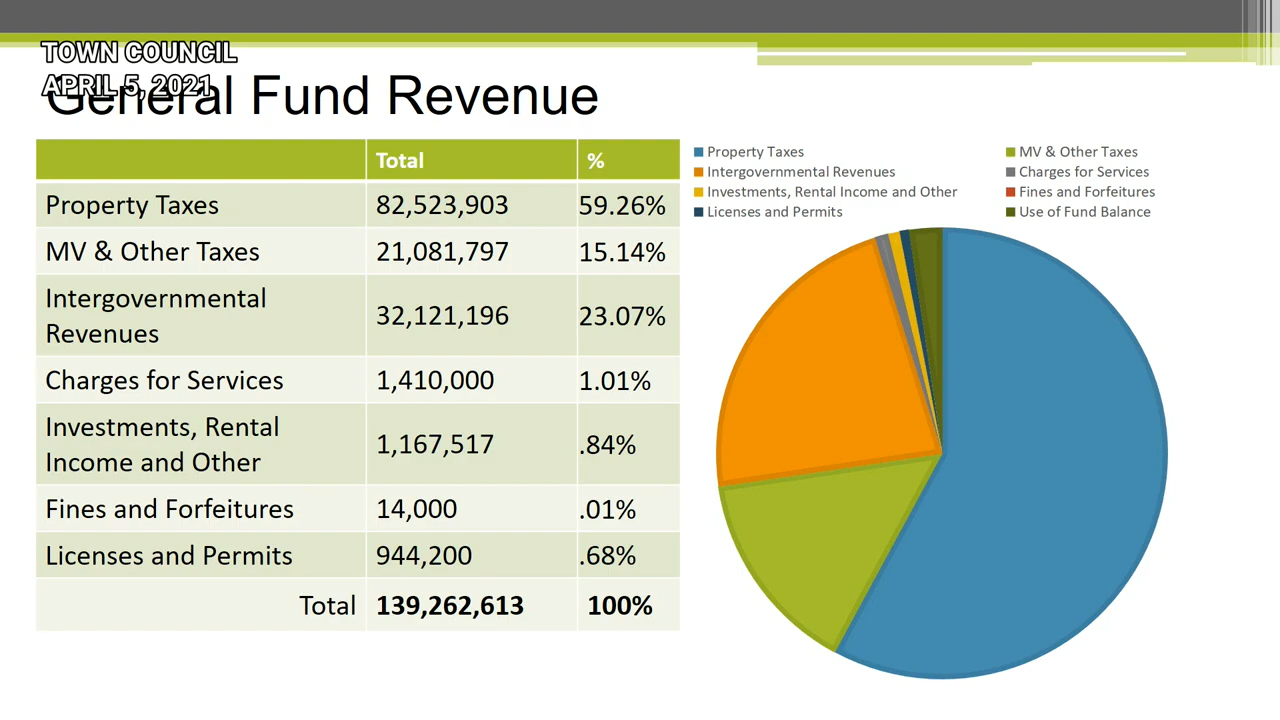 TOWN COUNCIL
APRIL 5, 2021
General Fund Revenue
Total %
Property Taxes 82,523,903 59.26%
MV & Other Taxes 21,081,797 15.14%
Intergovernmental
Revenues 32,121,196 23.07%
Charges for Services 1,410,000 1.01%
Investments, Rental
Income and Other 1,167,517 .84%
Fines and Forfeitures 14,000 .01%
Licenses and Permits 944,200 .68%
Total 139,262,613 100%
Property Taxes MV & Other Taxes
Intergovernmental Revenues Charges for Services
Investments, Rental Income and Other Fines and Forfeitures
Licenses and Permits Use of Fund Balance